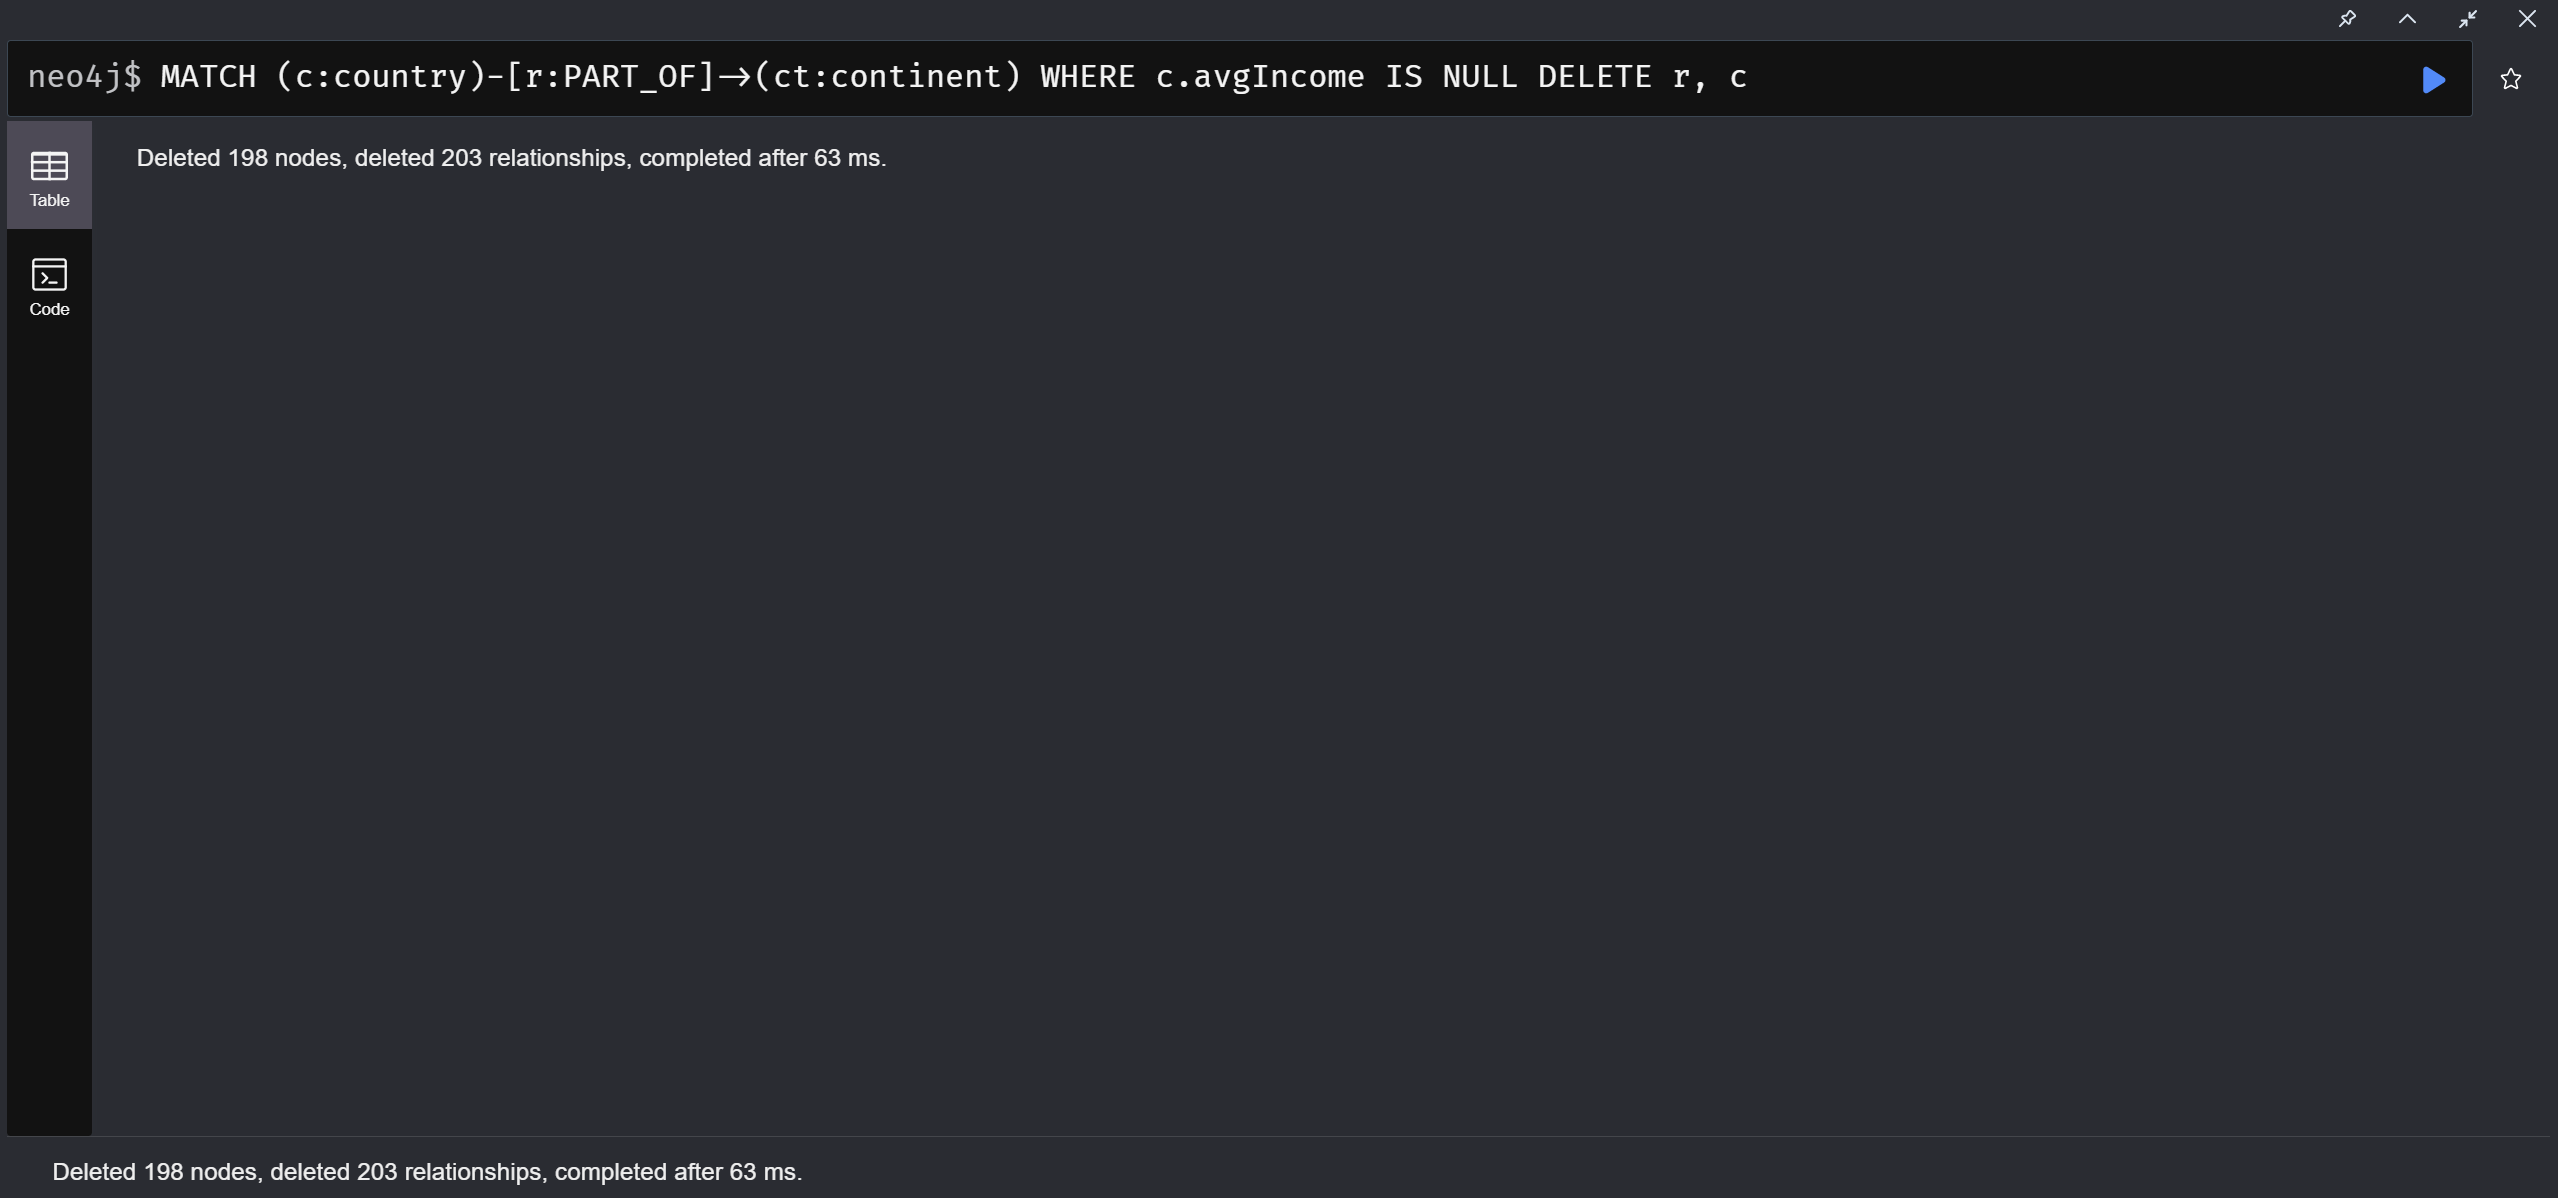 neo4j$ MATCH (c:country)-[r:PART_OF]->(ct:continent) WHERE c.avgIncome IS NULL DELETE r, c
Table
Deleted 198 nodes, deleted 203 relationships, completed after 63 ms.
Code
Deleted 198 nodes, deleted 203 relationships, completed after 63 ms.